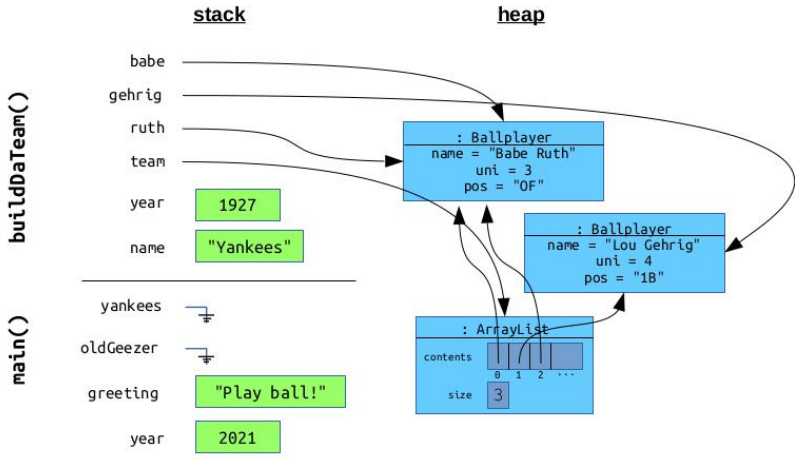 stack
heap
buildDaTeam()
babe
gehrig
ruth
team
year 1927
name "Yankees"
: Ballplayer
name = "Babe Ruth"
uni = 3
pos = "OF"
: Ballplayer
name = "Lou Gehrig"
uni = 4
pos = "1B"
main()
yankees
oldGeezer
greeting "Play ball!"
year 2021
: ArrayList
contents
0 1 2 ...
size 3